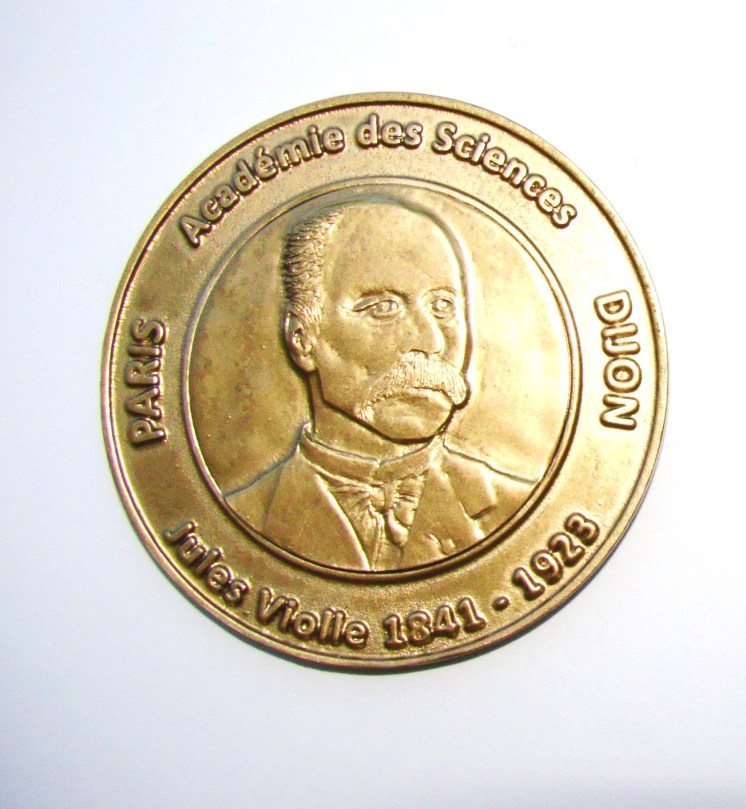 Académie des Sciences
PARIS
DIJON
Jules Violle 1841 - 1923